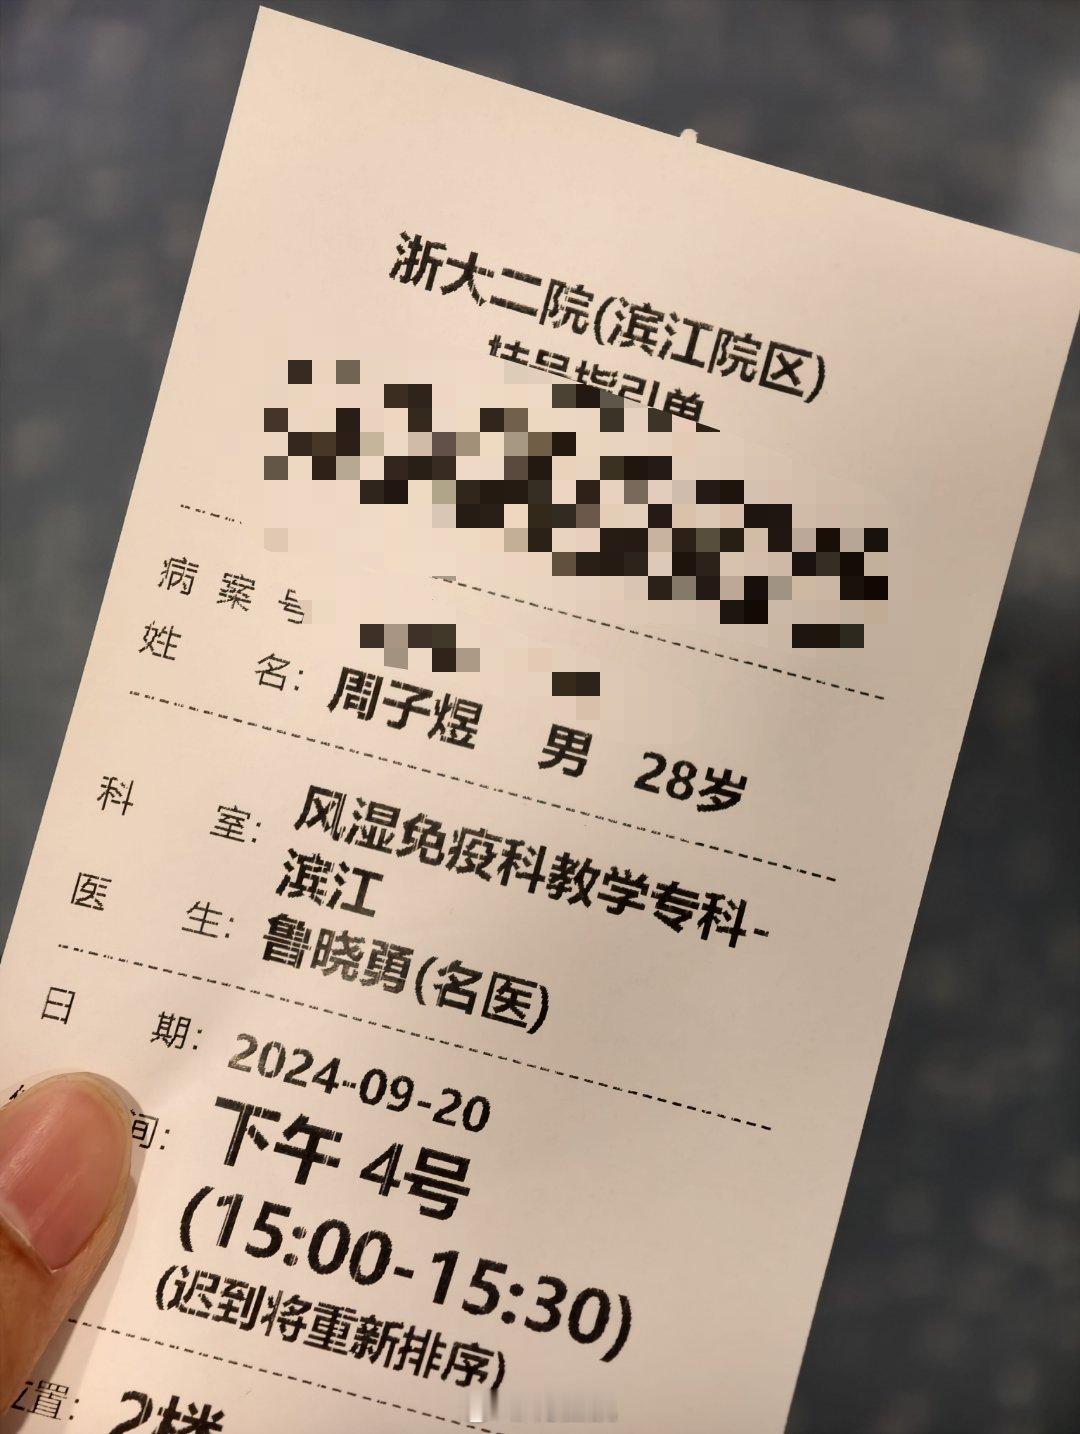 浙大二院(滨江院区)
指引单
病案号
姓名: 周子煜 男 28岁
科室: 风湿免疫科教学专科-
滨江
医生: 鲁晓勇(名医)
日期: 2024-09-20
间: 下午 4号
(15:00-15:30)
(迟到将重新排序)
置: 2楼